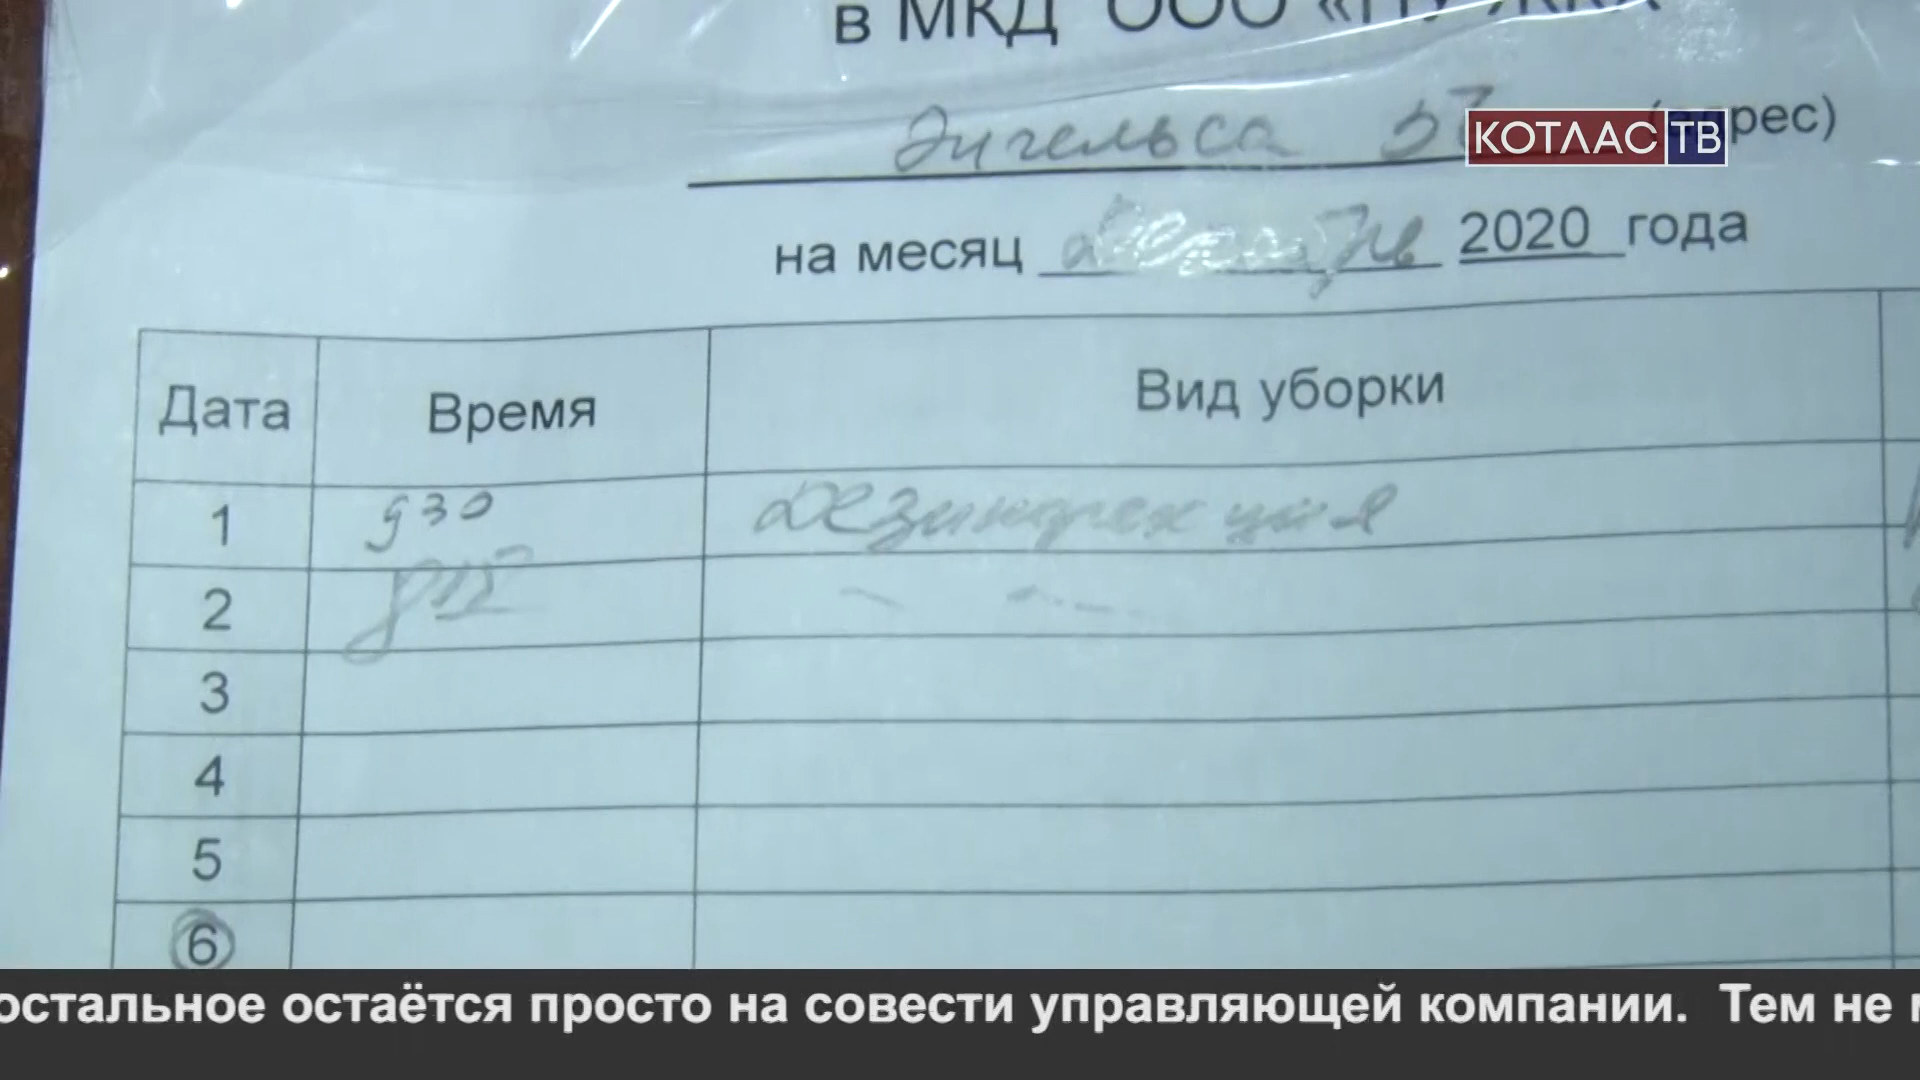 в МКД ООО
Энгельса
КОТЛАС ТВ
на месяц декабрь 2020 года
Дата Время Вид уборки
1 930 Дезинфекция
2
3
4
5
6
остальное остаётся просто на совести управляющей компании. Тем не